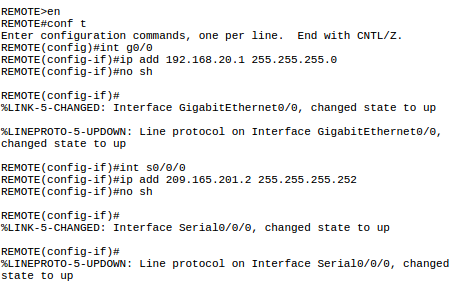 REMOTE>en
REMOTE#conf t
Enter configuration commands, one per line.  End with CNTL/Z.
REMOTE(config)#int g0/0
REMOTE(config-if)#ip add 192.168.20.1 255.255.255.0
REMOTE(config-if)#no sh

REMOTE(config-if)#
%LINK-5-CHANGED: Interface GigabitEthernet0/0, changed state to up

%LINEPROTO-5-UPDOWN: Line protocol on Interface GigabitEthernet0/0,
changed state to up

REMOTE(config-if)#int s0/0/0
REMOTE(config-if)#ip add 209.165.201.2 255.255.255.252
REMOTE(config-if)#no sh

REMOTE(config-if)#
%LINK-5-CHANGED: Interface Serial0/0/0, changed state to up

REMOTE(config-if)#
%LINEPROTO-5-UPDOWN: Line protocol on Interface Serial0/0/0, changed
state to up